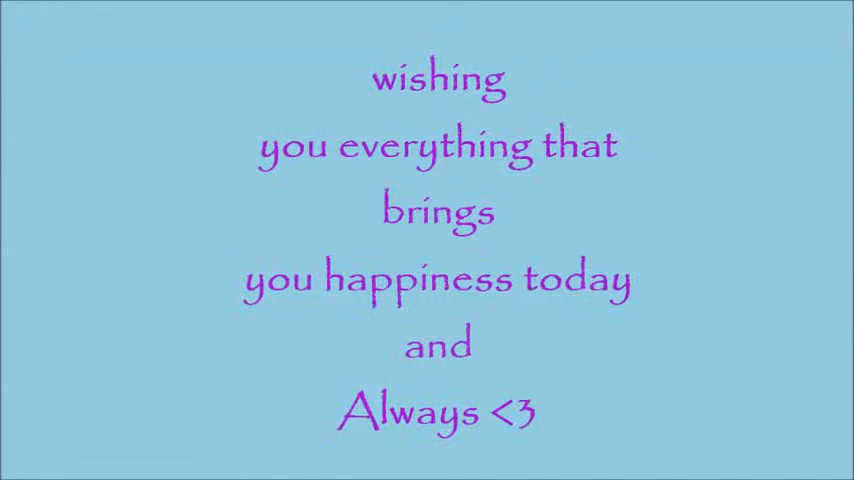 wishing
you everything that
brings
you happiness today
and
Always <3